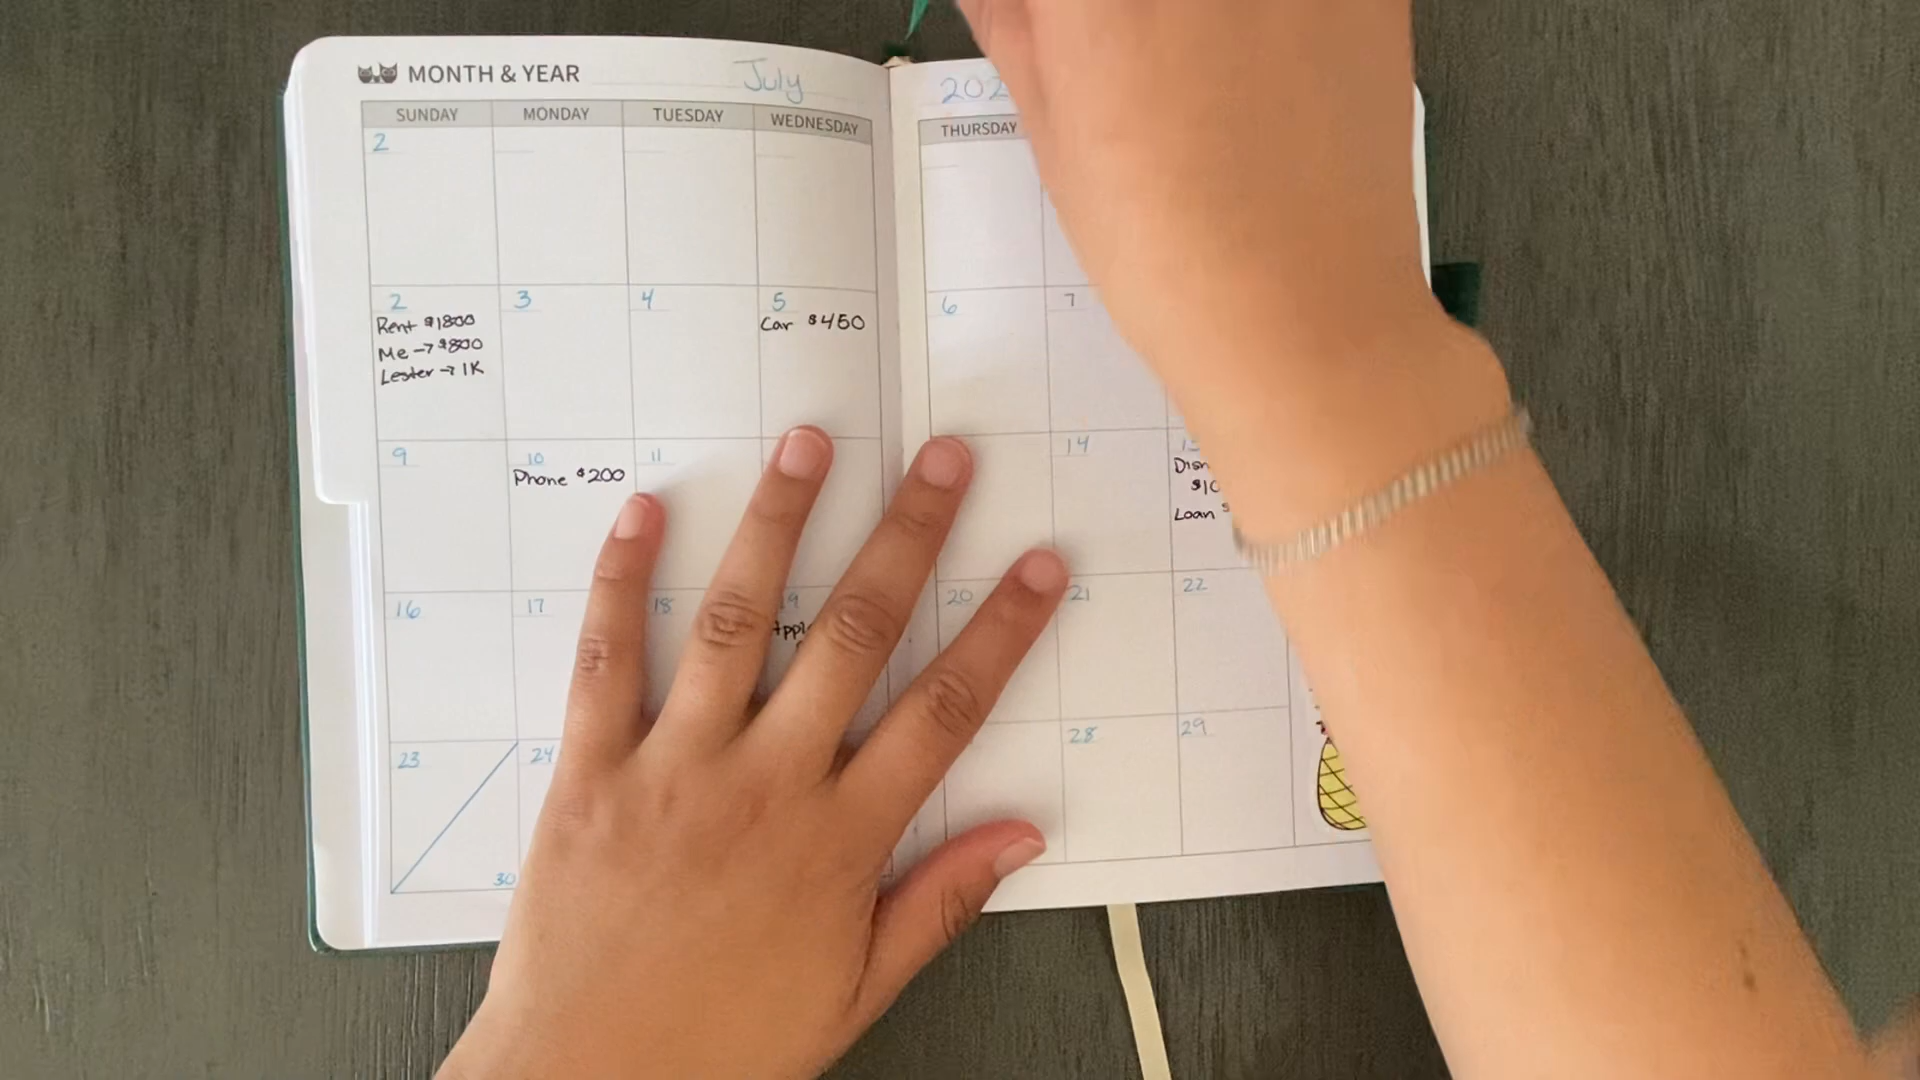 MONTH & YEAR July 202
SUNDAY MONDAY TUESDAY WEDNESDAY THURSDAY
2
2 3 4 5 6 7
Rent $1800 Car $450
Me → $800
Lester → 1K
9 10 11 14
Phone $200
Loan
16 17 18 19 20 21 22
23 24 28 29
30